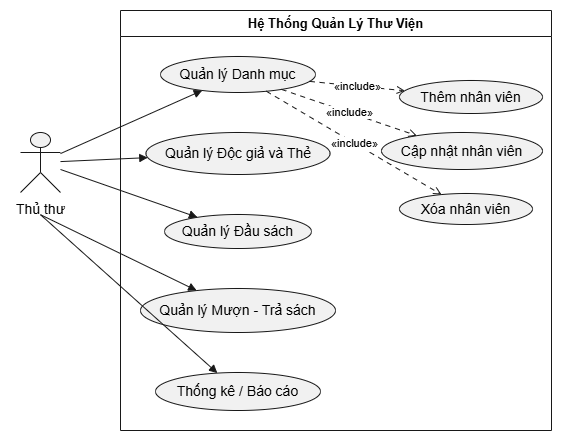 Hệ Thống Quản Lý Thư Viện
Quản lý Danh mục
«include»
Thêm nhân viên
«include»
Cập nhật nhân viên
«include»
Quản lý Độc giả và Thẻ
Thủ thư
Xóa nhân viên
Quản lý Đầu sách
Quản lý Mượn - Trả sách
Thống kê / Báo cáo